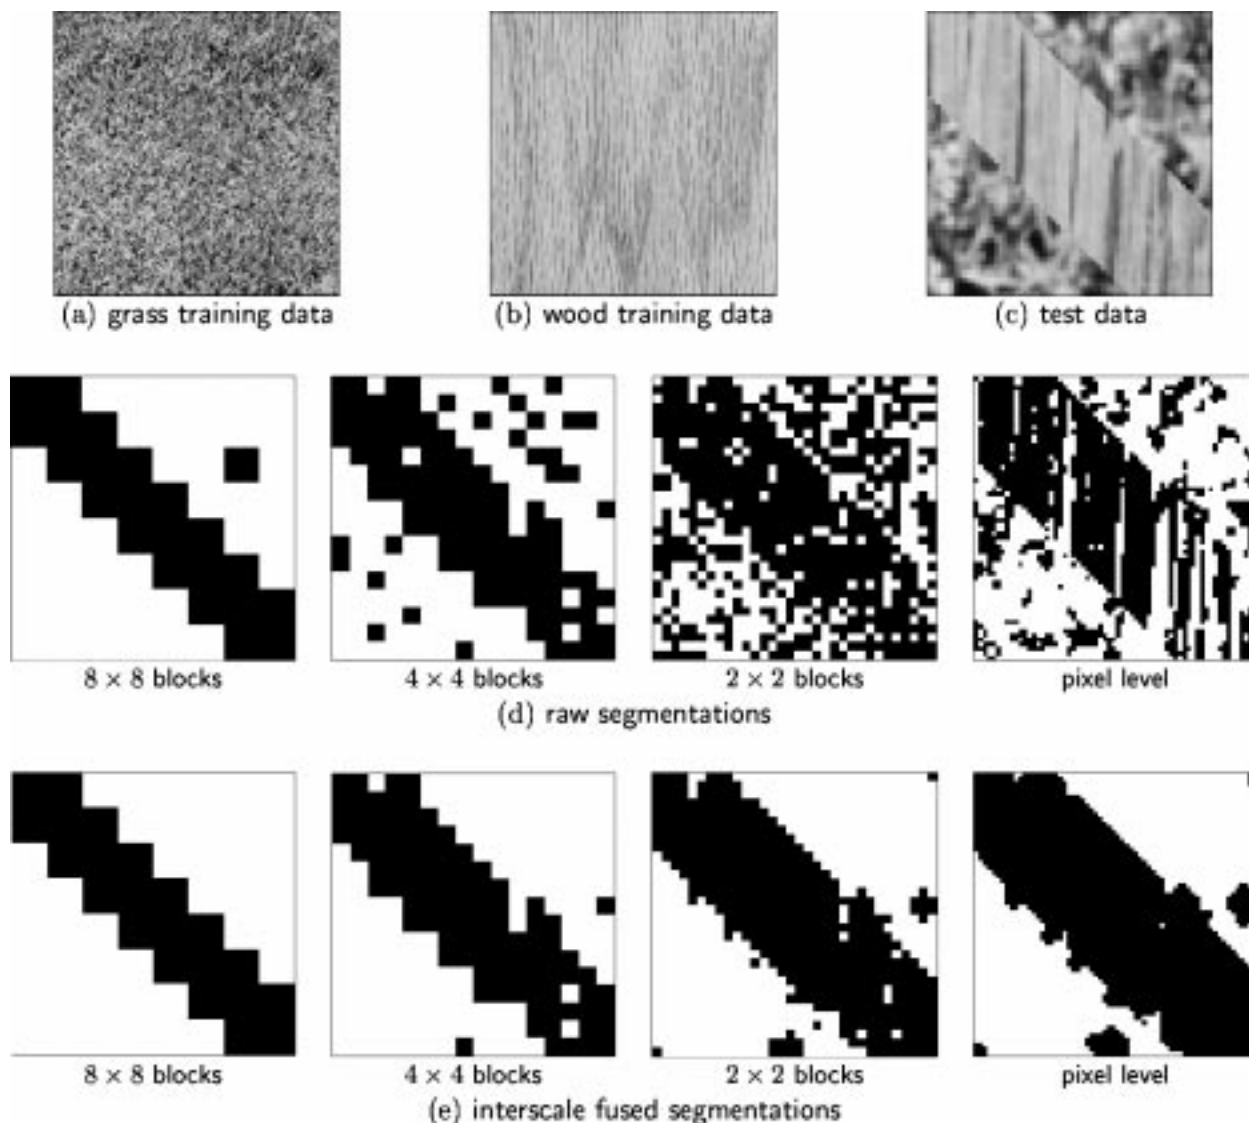 (a) grass training data
(b) wood training data
(c) test data
8 × 8 blocks
4 × 4 blocks
2 × 2 blocks
pixel level
(d) raw segmentations
8 × 8 blocks
4 × 4 blocks
2 × 2 blocks
pixel level
(e) interscale fused segmentations